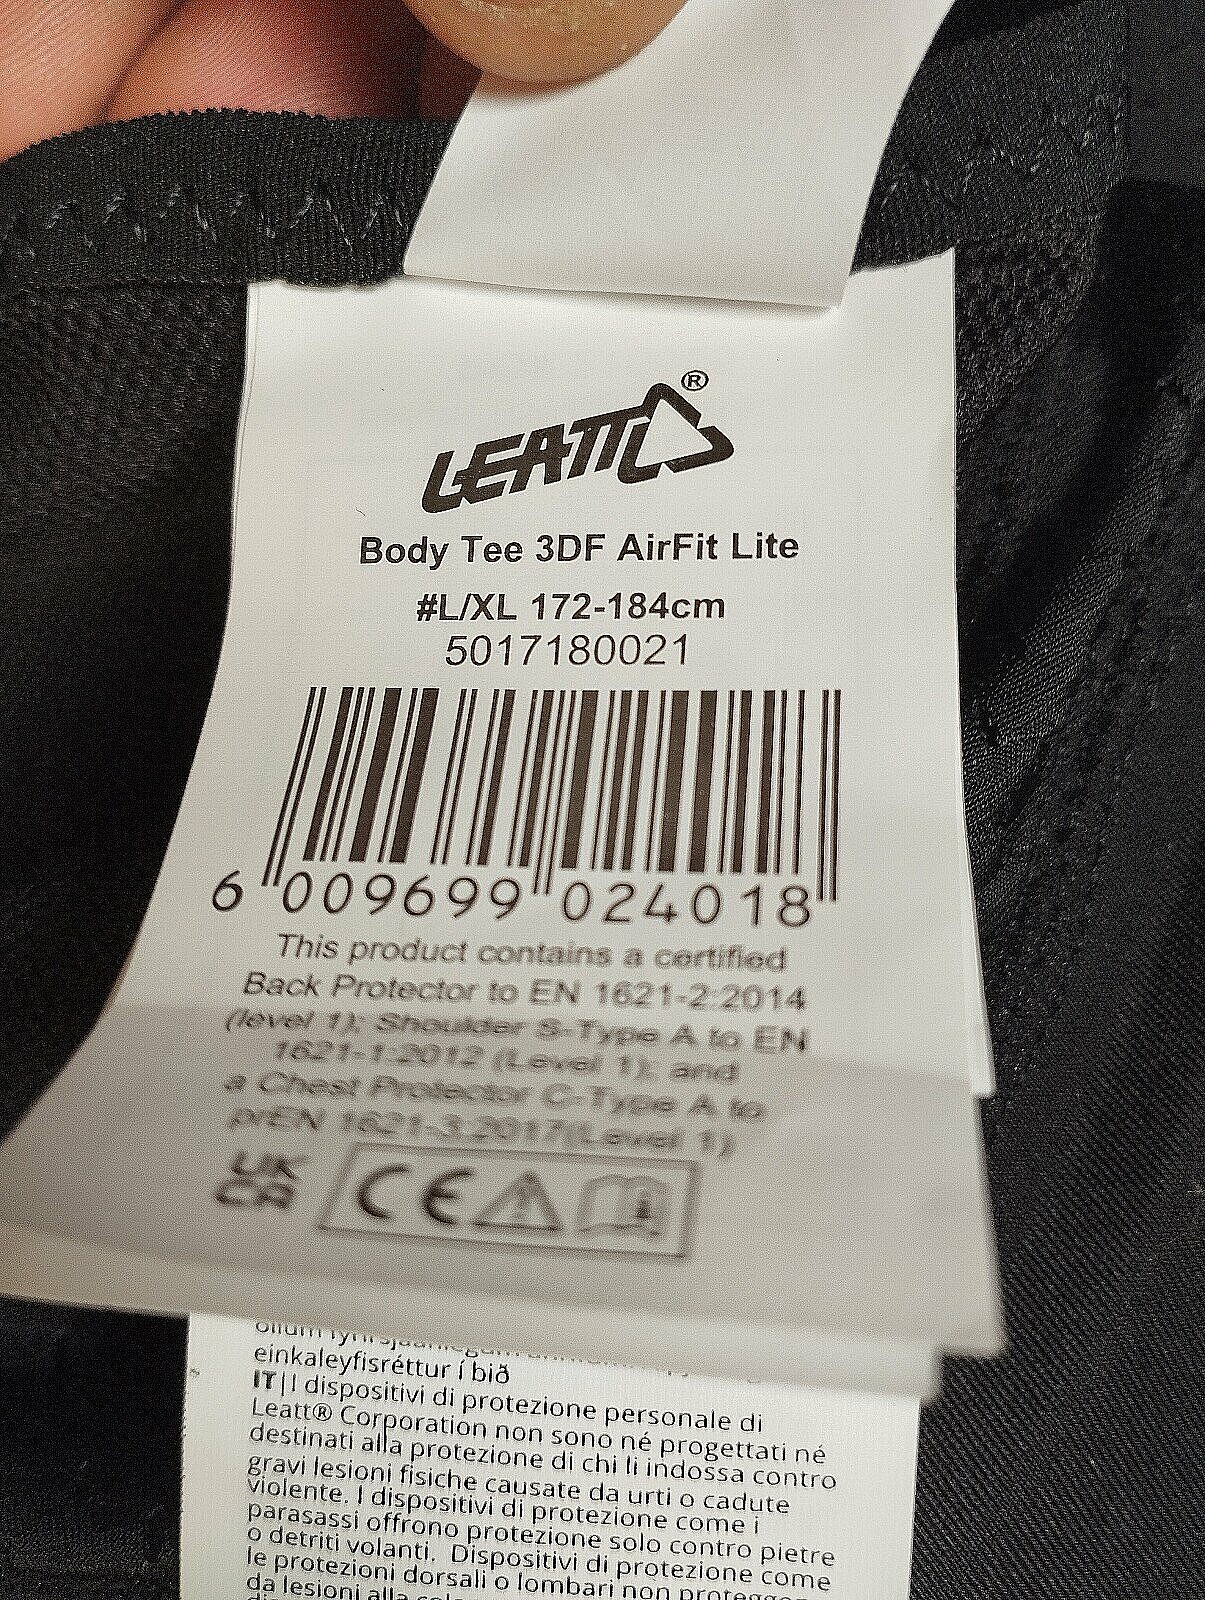 LEATT®
Body Tee 3DF AirFit Lite
#L/XL 172-184cm
5017180021
6 009699 024018
This product contains a certified
Back Protector to EN 1621-2:2014
(level 1); Shoulder S-Type A to EN
1621-1:2012 (Level 1); and
a Chest Protector C-Type A to
prEN 1621-3:2017(Level 1)
UK
CA
CE
einkaleyfisréttur í bið
IT|I dispositivi di protezione personale di
Leatt® Corporation non sono né progettati né
destinati alla protezione di chi li indossa contro
gravi lesioni fisiche causate da urti o cadute
violente. I dispositivi di protezione come i
parasassi offrono protezione solo contro pietre
o detriti volanti. Dispositivi di protezione come
le protezioni dorsali o lombari non proteggono
da lesioni alla